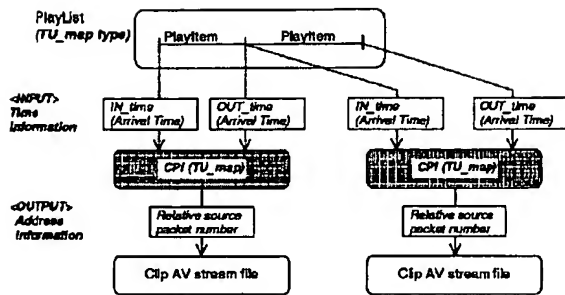 PlayList
(TU_map type)
PlayItem
PlayItem
<INPUT>
Time
Information
IN_time
(Arrival Time)
OUT_time
(Arrival Time)
IN_time
(Arrival Time)
OUT_time
(Arrival Time)
CPI (TU_map)
CPI (TU_map)
<OUTPUT>
Address
Information
Relative source
packet number
Relative source
packet number
Clip AV stream file
Clip AV stream file